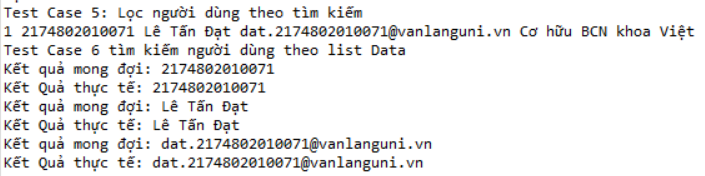 Test Case 5: Lọc người dùng theo tìm kiếm
1 2174802010071 Lê Tấn Đạt dat.2174802010071@vanlanguni.vn Cơ hữu BCN khoa Việt
Test Case 6 tìm kiếm người dùng theo list Data
Kết quả mong đợi: 2174802010071
Kết Quả thực tế: 2174802010071
Kết quả mong đợi: Lê Tấn Đạt
Kết Quả thực tế: Lê Tấn Đạt
Kết quả mong đợi: dat.2174802010071@vanlanguni.vn
Kết Quả thực tế: dat.2174802010071@vanlanguni.vn